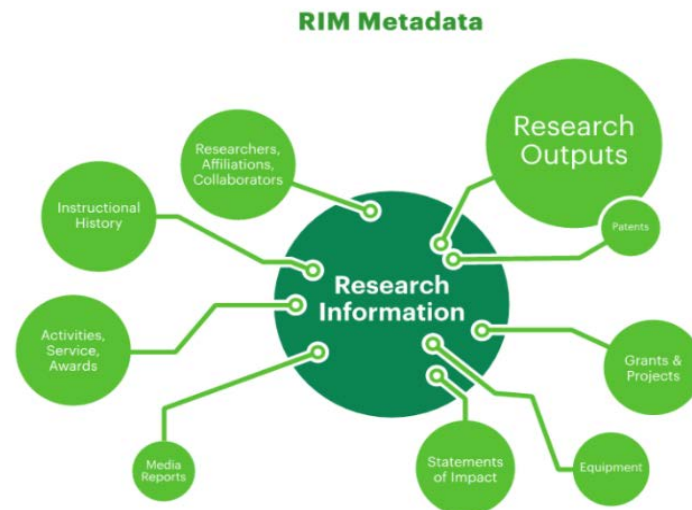 RIM Metadata
Researchers,
Affiliations,
Collaborators
Research
Outputs
Instructional
History
Patents
Research
Information
Activities,
Service,
Awards
Grants &
Projects
Media
Reports
Statements
of Impact
Equipment